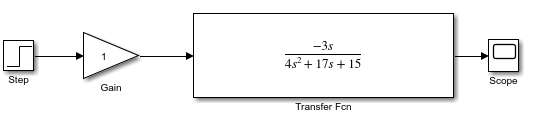 Step
1
Gain
-3s
4s² + 17s + 15
Transfer Fcn
Scope